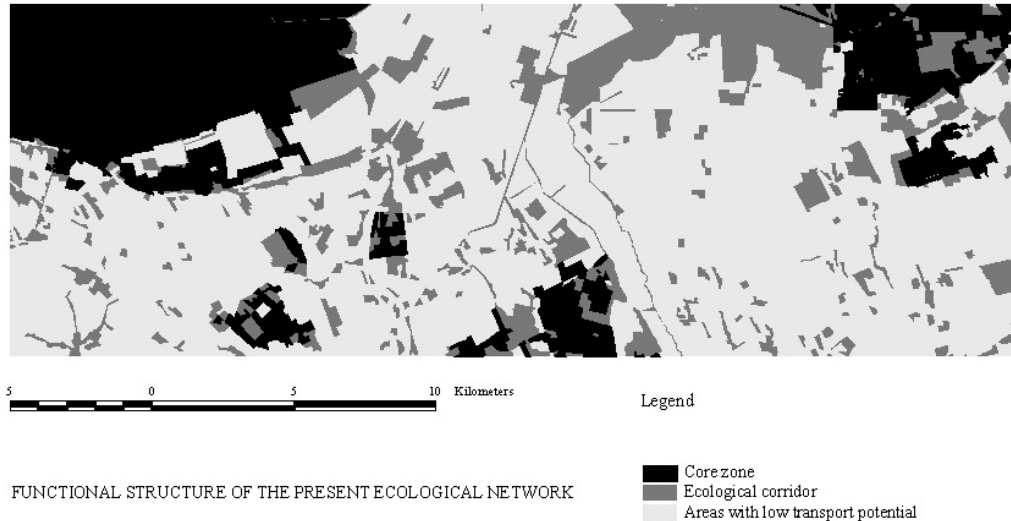 5 0 5 10 Kilometers
Legend
Core zone
FUNCTIONAL STRUCTURE OF THE PRESENT ECOLOGICAL NETWORK
Ecological corridor
Areas with low transport potential